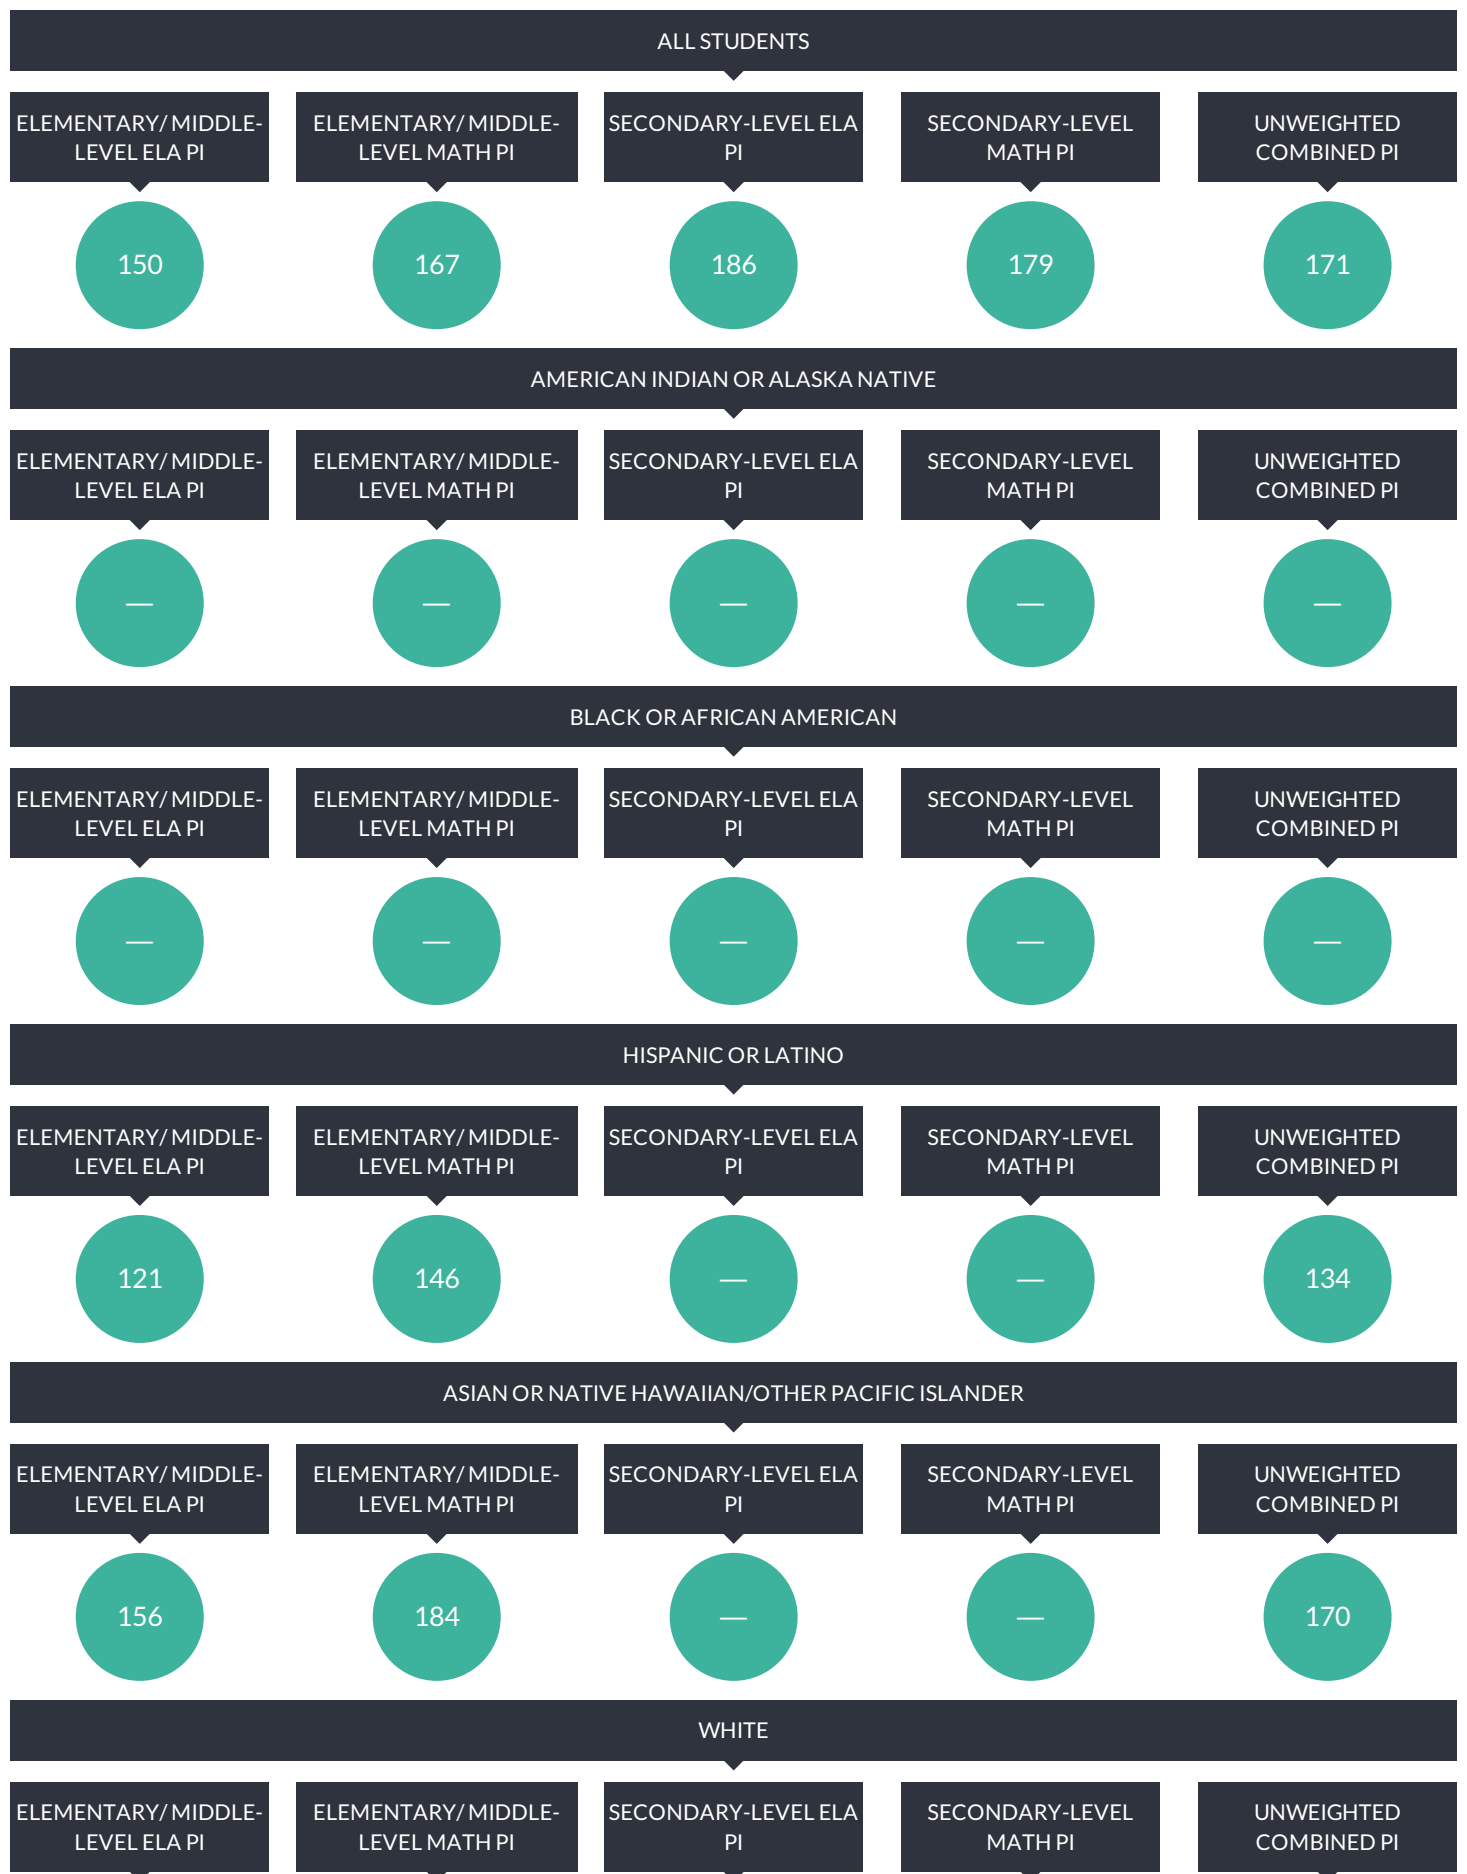 ALL STUDENTS
ELEMENTARY/ MIDDLE-
LEVEL ELA PI
ELEMENTARY/ MIDDLE-
LEVEL MATH PI
SECONDARY-LEVEL ELA
PI
SECONDARY-LEVEL
MATH PI
UNWEIGHTED
COMBINED PI
150
167
186
179
171
AMERICAN INDIAN OR ALASKA NATIVE
ELEMENTARY/ MIDDLE-
LEVEL ELA PI
ELEMENTARY/ MIDDLE-
LEVEL MATH PI
SECONDARY-LEVEL ELA
PI
SECONDARY-LEVEL
MATH PI
UNWEIGHTED
COMBINED PI
—
—
—
—
—
BLACK OR AFRICAN AMERICAN
ELEMENTARY/ MIDDLE-
LEVEL ELA PI
ELEMENTARY/ MIDDLE-
LEVEL MATH PI
SECONDARY-LEVEL ELA
PI
SECONDARY-LEVEL
MATH PI
UNWEIGHTED
COMBINED PI
—
—
—
—
—
HISPANIC OR LATINO
ELEMENTARY/ MIDDLE-
LEVEL ELA PI
ELEMENTARY/ MIDDLE-
LEVEL MATH PI
SECONDARY-LEVEL ELA
PI
SECONDARY-LEVEL
MATH PI
UNWEIGHTED
COMBINED PI
121
146
—
—
134
ASIAN OR NATIVE HAWAIIAN/OTHER PACIFIC ISLANDER
ELEMENTARY/ MIDDLE-
LEVEL ELA PI
ELEMENTARY/ MIDDLE-
LEVEL MATH PI
SECONDARY-LEVEL ELA
PI
SECONDARY-LEVEL
MATH PI
UNWEIGHTED
COMBINED PI
156
184
—
—
170
WHITE
ELEMENTARY/ MIDDLE-
LEVEL ELA PI
ELEMENTARY/ MIDDLE-
LEVEL MATH PI
SECONDARY-LEVEL ELA
PI
SECONDARY-LEVEL
MATH PI
UNWEIGHTED
COMBINED PI